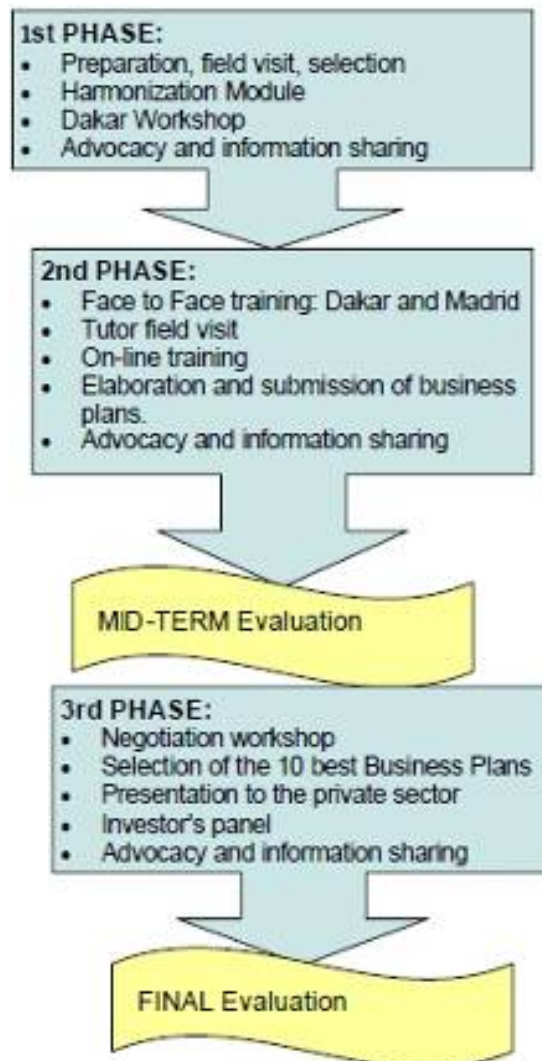 1st PHASE:
• Preparation, field visit, selection
• Harmonization Module
• Dakar Workshop
• Advocacy and information sharing
2nd PHASE:
• Face to Face training: Dakar and Madrid
• Tutor field visit
• On-line training
• Elaboration and submission of business
plans.
• Advocacy and information sharing
MID-TERM Evaluation
3rd PHASE:
• Negotiation workshop
• Selection of the 10 best Business Plans
• Presentation to the private sector
• Investor's panel
• Advocacy and information sharing
FINAL Evaluation